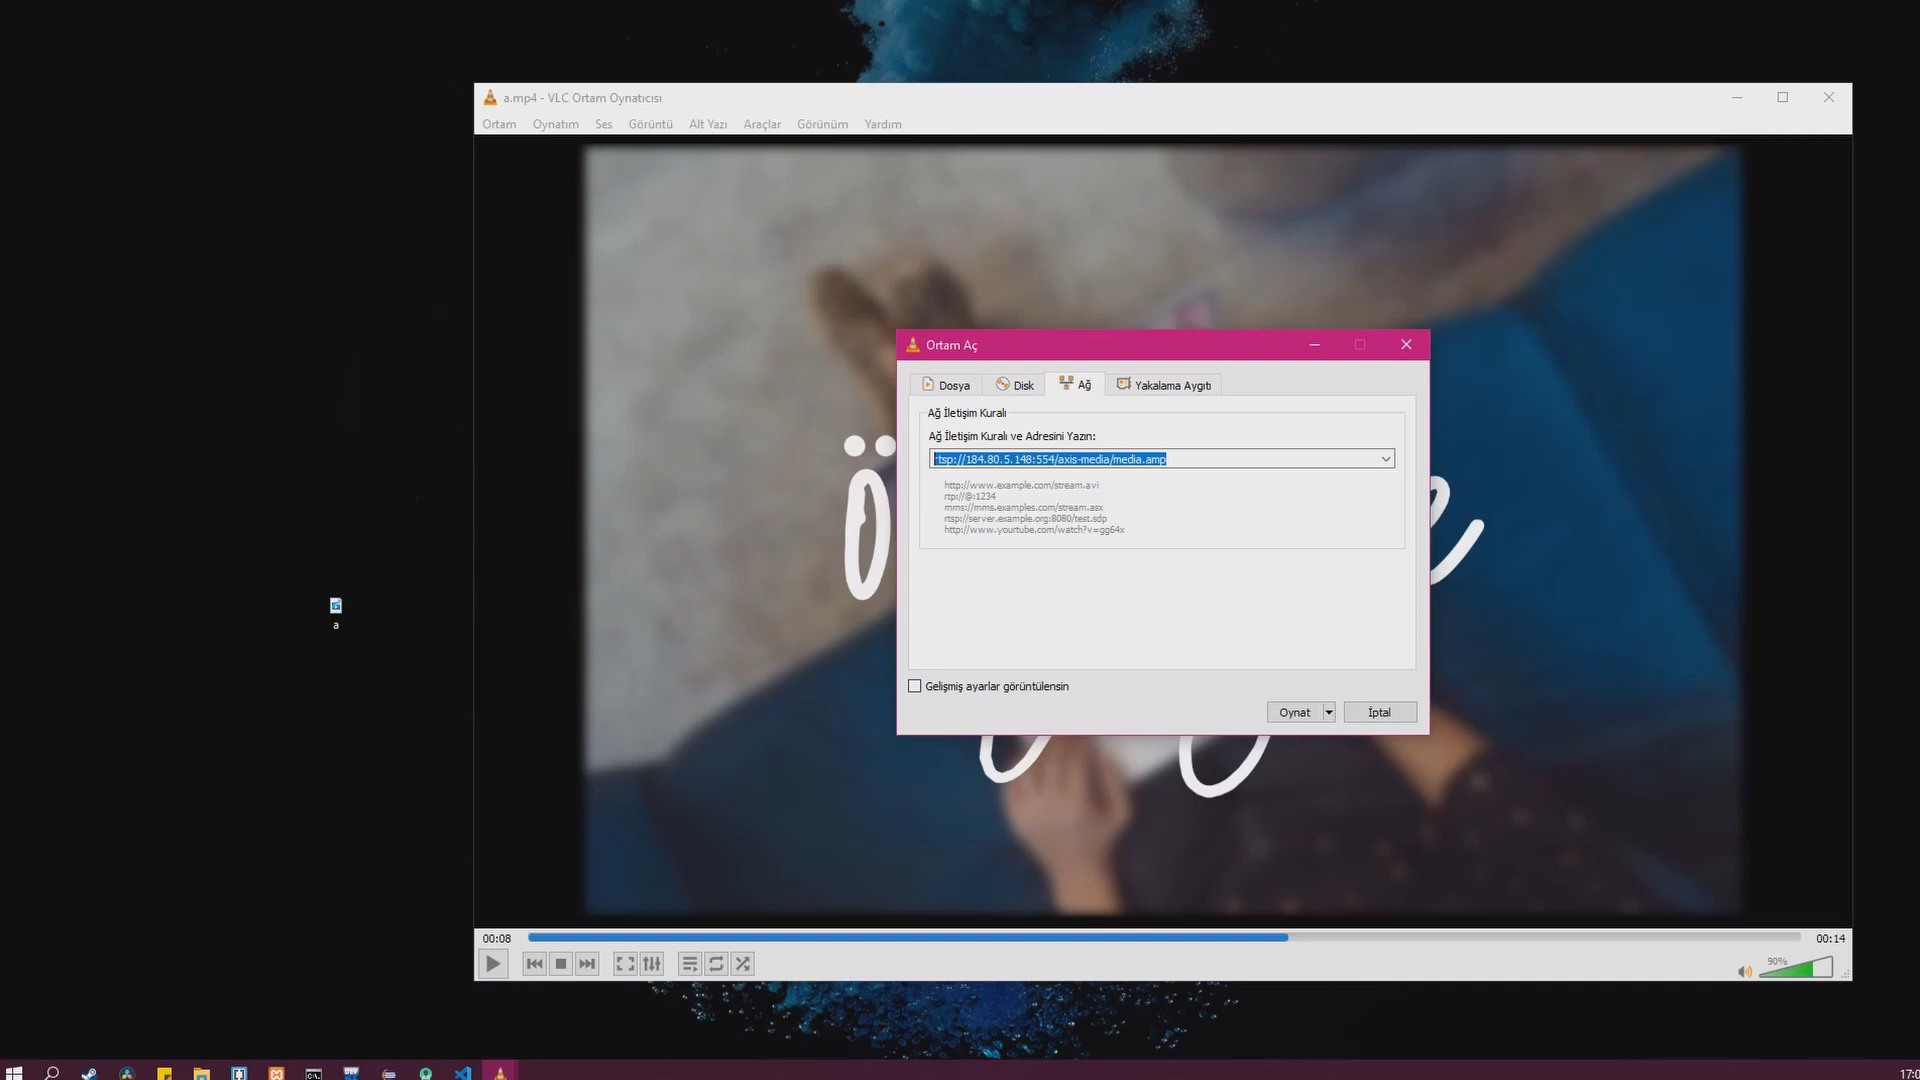 a.mp4 - VLC Ortam Oynatıcısı
Ortam Oynatım Ses Görüntü Alt Yazı Araçlar Görünüm Yardım
Ortam Aç
Dosya Disk Ağ Yakalama Aygıtı
Ağ İletişim Kuralı
Ağ İletişim Kuralı ve Adresini Yazın:
rtsp://184.80.5.148:554/axis-media/media.amp
http://www.example.com/stream.avi
rtp://@:1234
mms://mms.examples.com/stream.asx
rtsp://server.example.org:8080/test.sdp
http://www.yourtube.com/watch?v=gg64x
Gelişmiş ayarlar görüntülensin
Oynat İptal
a
00:08 00:14
90%